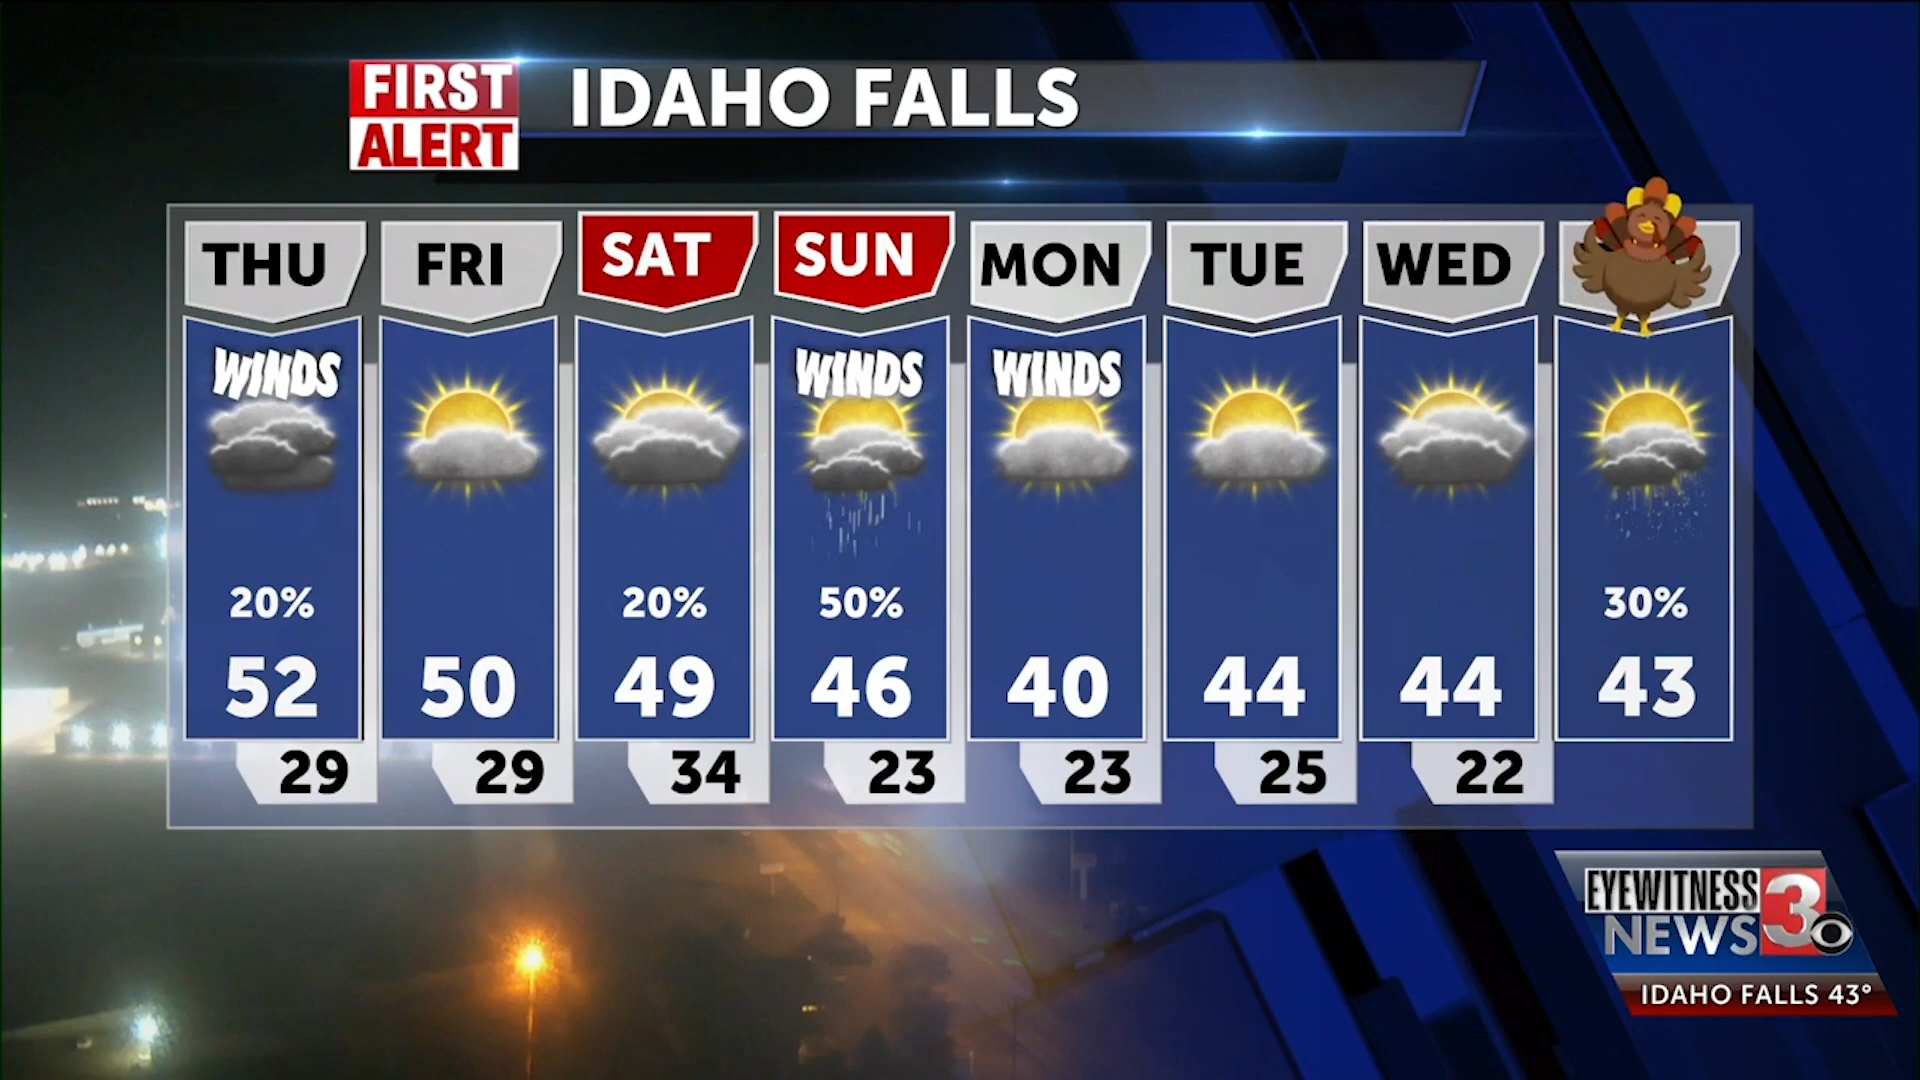 FIRST
ALERT
IDAHO FALLS
THU FRI SAT SUN MON TUE WED
WINDS WINDS WINDS
20% 20% 50% 30%
52 50 49 46 40 44 44 43
29 29 34 23 23 25 22
EYEWITNESS
NEWS 3
IDAHO FALLS 43°